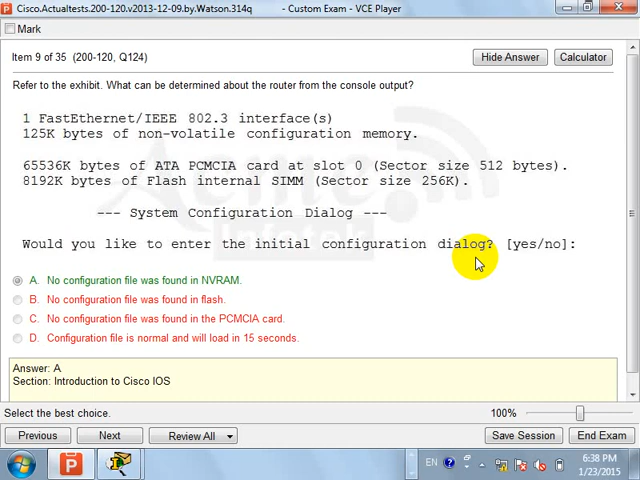 Cisco.Actualtests.200-120.v2013-12-09.by.Watson.314q - Custom Exam - VCE Player
Mark
Item 9 of 35 (200-120, Q124)
Hide Answer
Calculator
Refer to the exhibit. What can be determined about the router from the console output?
1 FastEthernet/IEEE 802.3 interface(s)
125K bytes of non-volatile configuration memory.
65536K bytes of ATA PCMCIA card at slot 0 (Sector size 512 bytes).
8192K bytes of Flash internal SIMM (Sector size 256K).
--- System Configuration Dialog ---
Would you like to enter the initial configuration dialog? [yes/no]:
Acme
Infotek
A. No configuration file was found in NVRAM.
B. No configuration file was found in flash.
C. No configuration file was found in the PCMCIA card.
D. Configuration file is normal and will load in 15 seconds.
Answer: A
Section: Introduction to Cisco IOS
Select the best choice.
100%
Previous
Next
Review All
Save Session
End Exam
EN
6:38 PM
1/23/2015